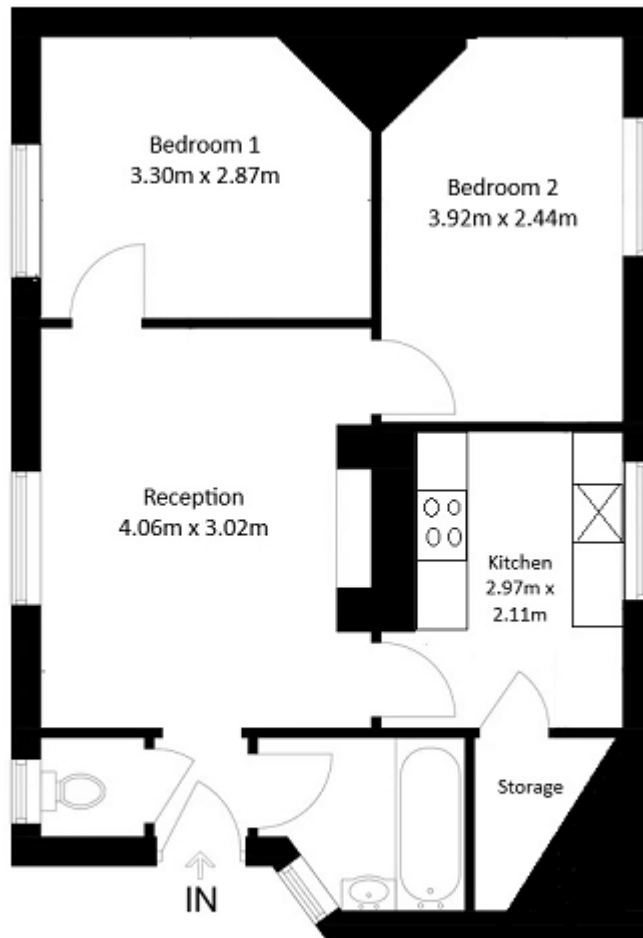 Bedroom 1
3.30m x 2.87m
Bedroom 2
3.92m x 2.44m
Reception
4.06m x 3.02m
Kitchen
2.97m x
2.11m
Storage
IN